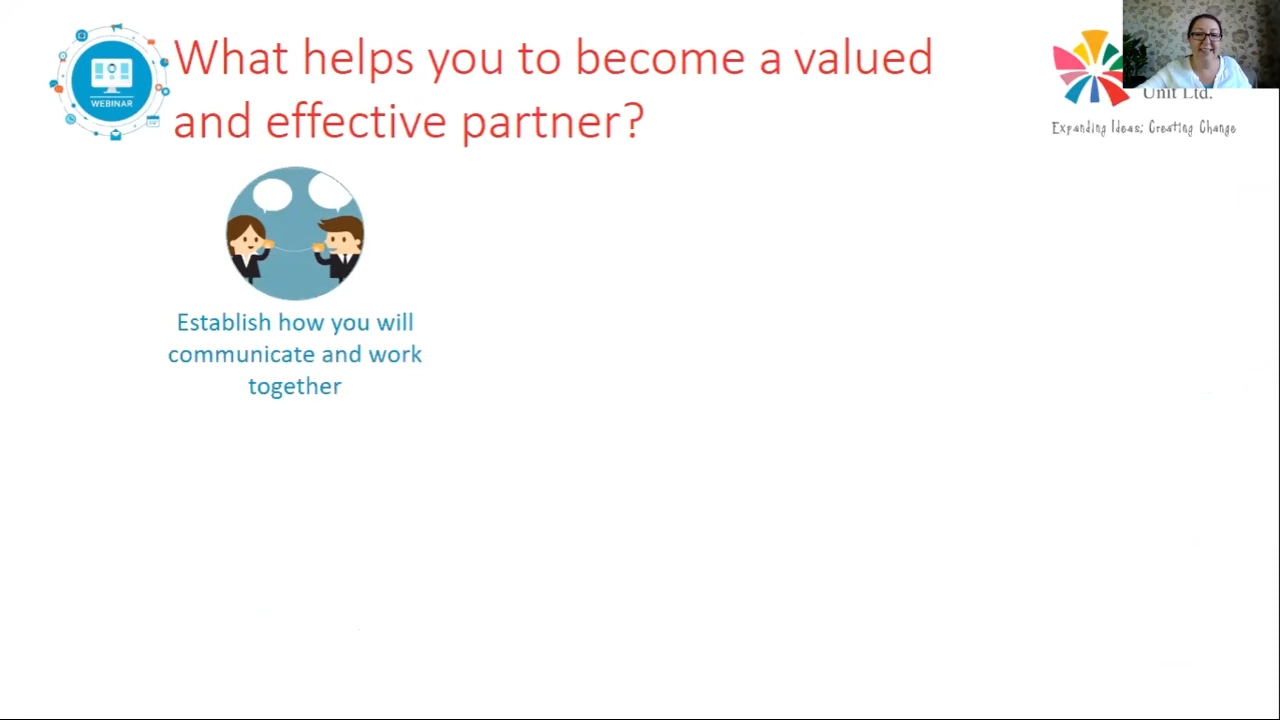 What helps you to become a valued
and effective partner?
WEBINAR
Unit Ltd.
Expanding Ideas; Creating Change
Establish how you will
communicate and work
together